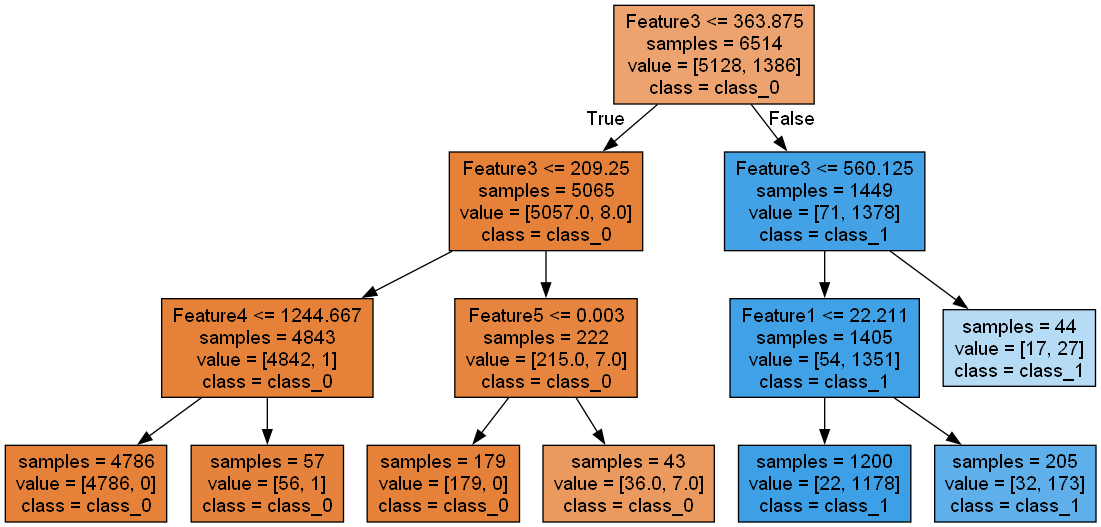 Feature3 <= 363.875
samples = 6514
value = [5128, 1386]
class = class_0
True
False
Feature3 <= 209.25
samples = 5065
value = [5057.0, 8.0]
class = class_0
Feature3 <= 560.125
samples = 1449
value = [71, 1378]
class = class_1
Feature4 <= 1244.667
samples = 4843
value = [4842, 1]
class = class_0
Feature5 <= 0.003
samples = 222
value = [215.0, 7.0]
class = class_0
Feature1 <= 22.211
samples = 1405
value = [54, 1351]
class = class_1
samples = 44
value = [17, 27]
class = class_1
samples = 4786
value = [4786, 0]
class = class_0
samples = 57
value = [56, 1]
class = class_0
samples = 179
value = [179, 0]
class = class_0
samples = 43
value = [36.0, 7.0]
class = class_0
samples = 1200
value = [22, 1178]
class = class_1
samples = 205
value = [32, 173]
class = class_1